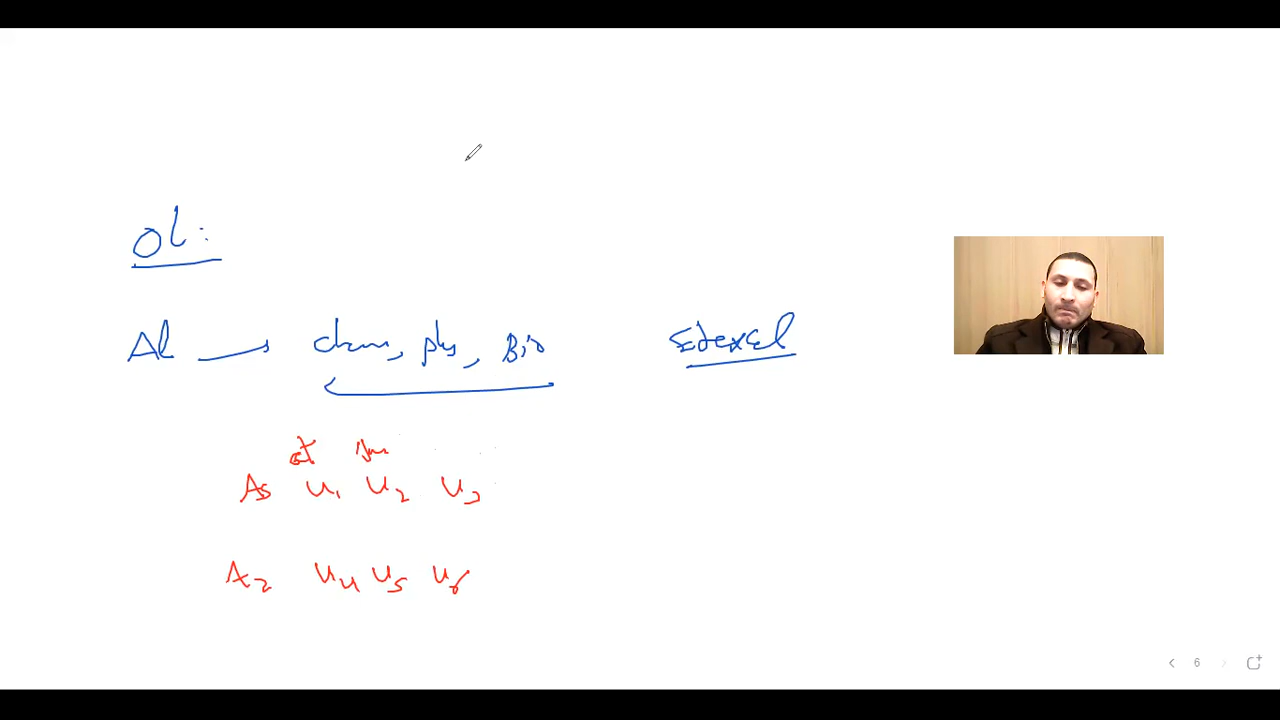 OL:
AL → chem, phy, Bio Edexcel
As U1 U2 U3
A2 U4 U5 U6
6